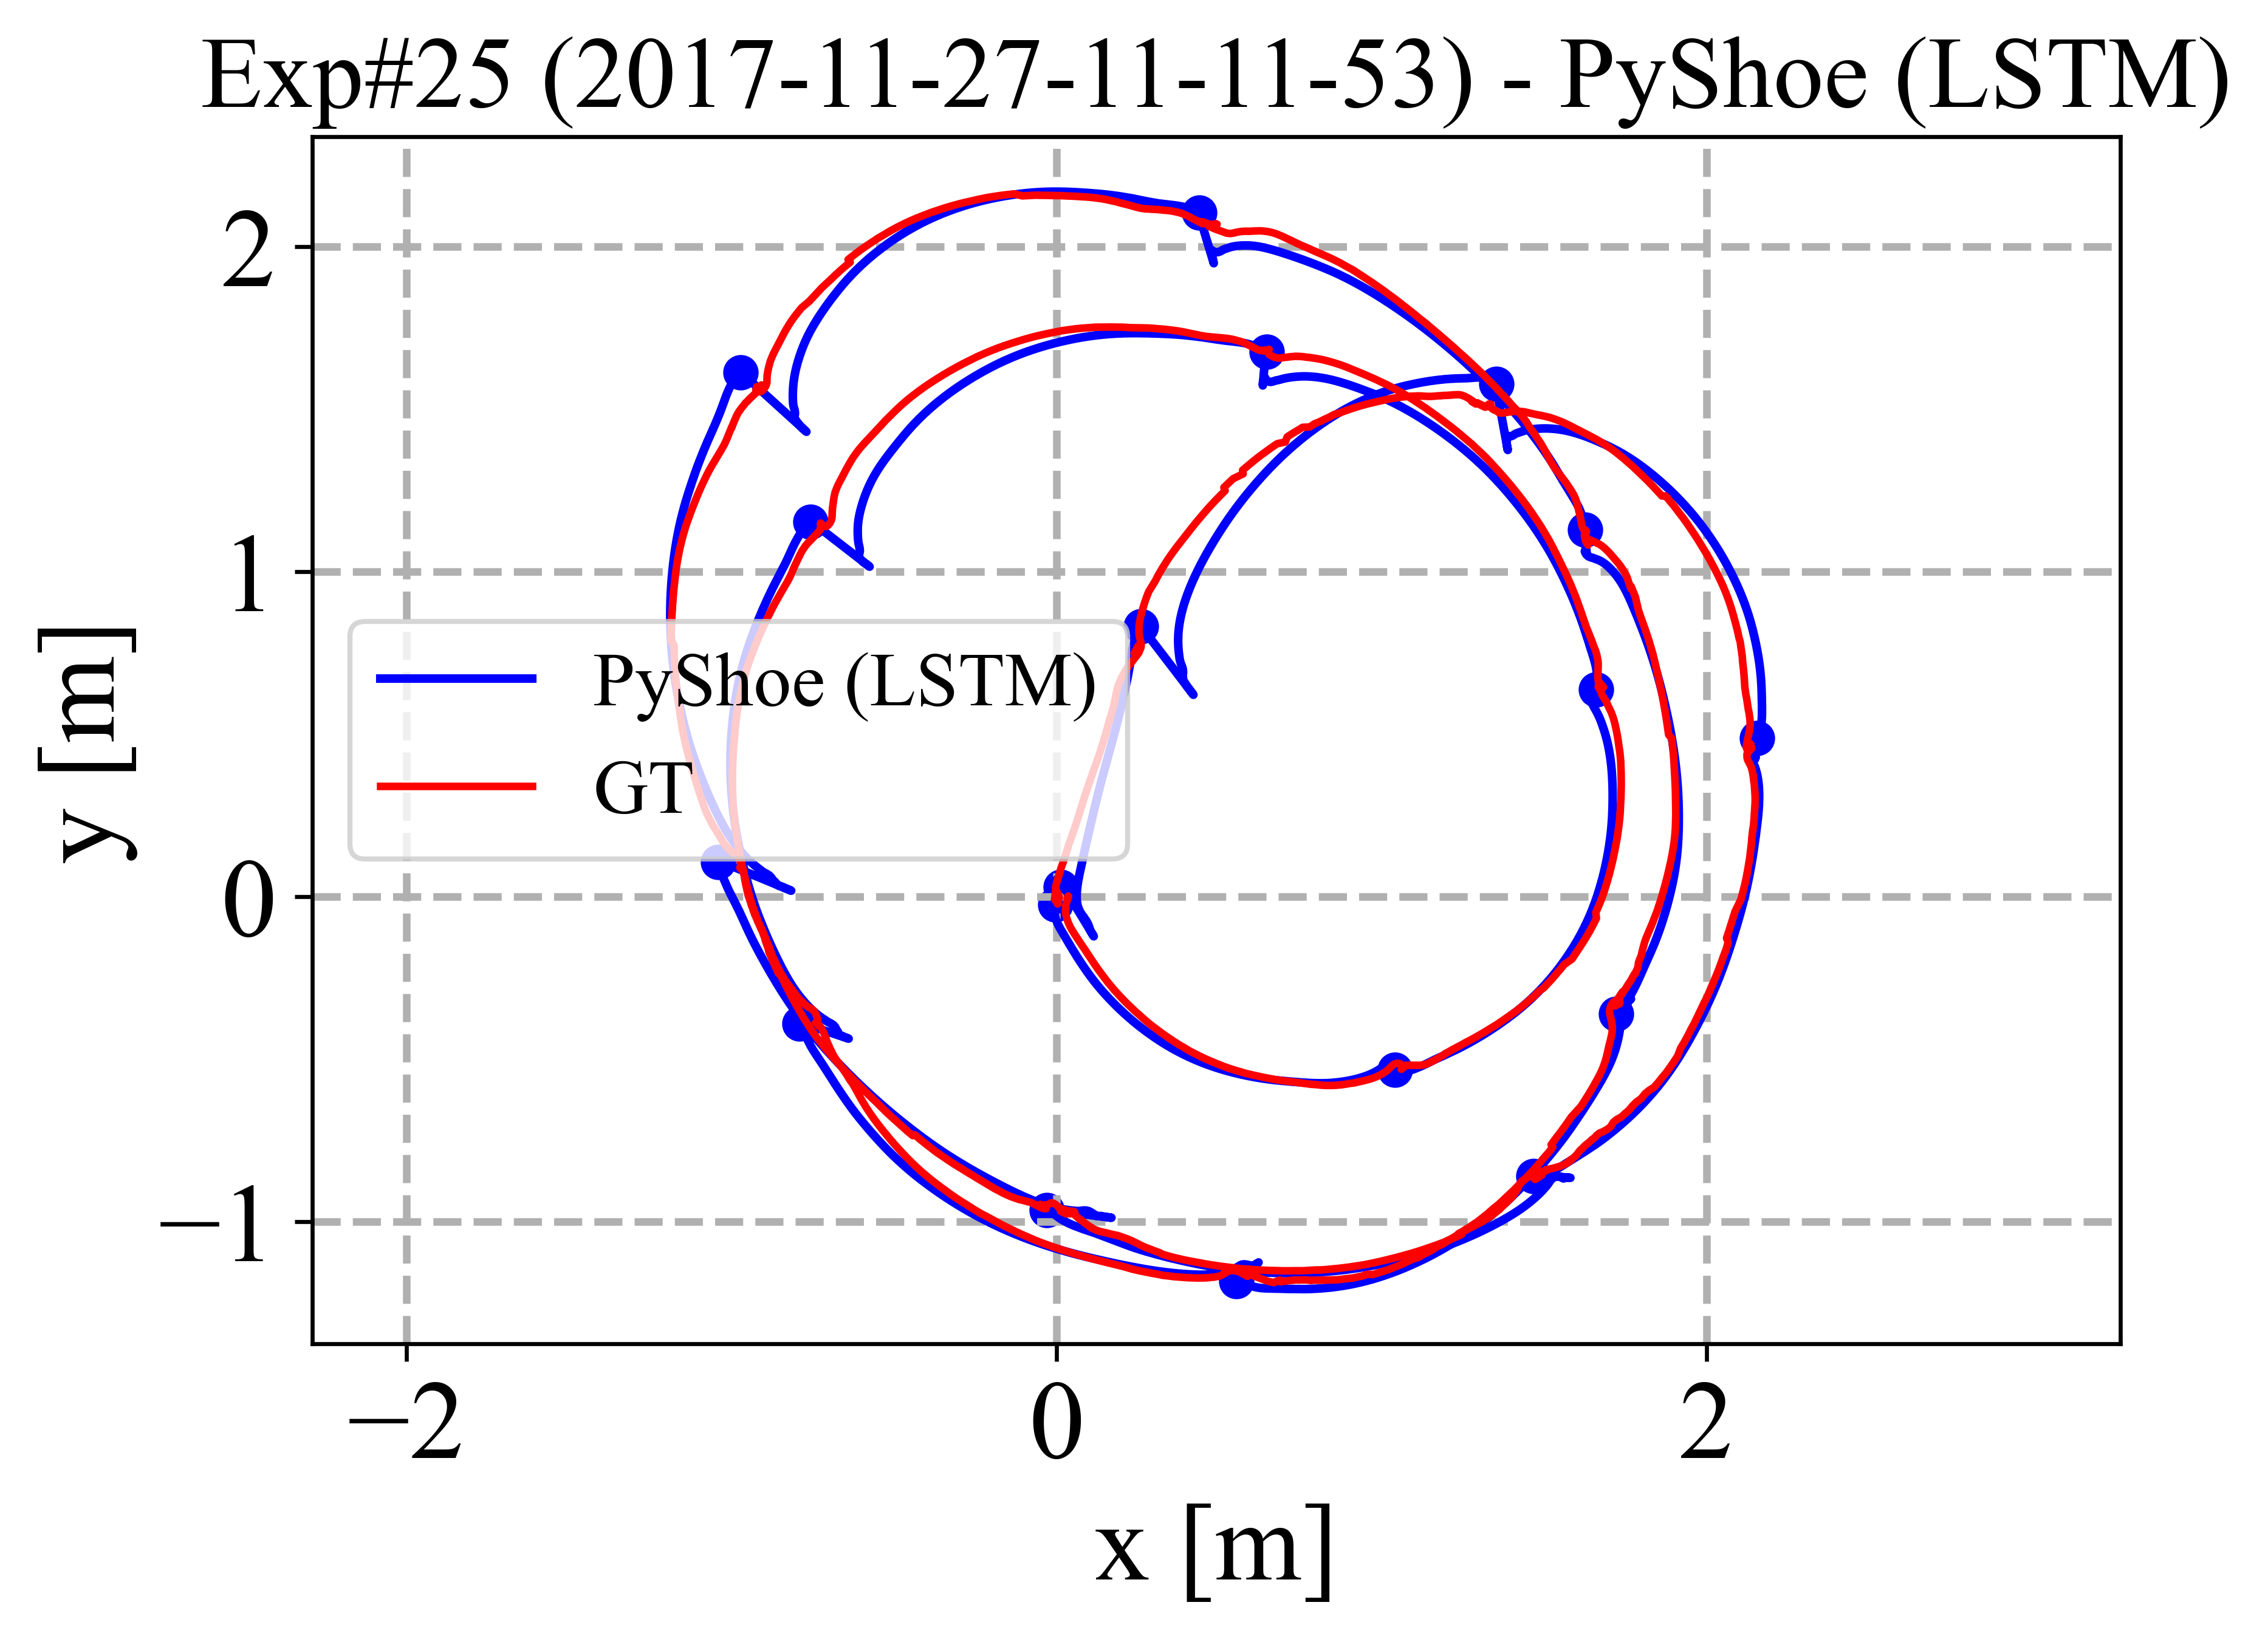 Exp#25 (2017-11-27-11-11-53) - PyShoe (LSTM)
2
1
0
−1
y [m]
PyShoe (LSTM)
GT
−2
0
2
x [m]